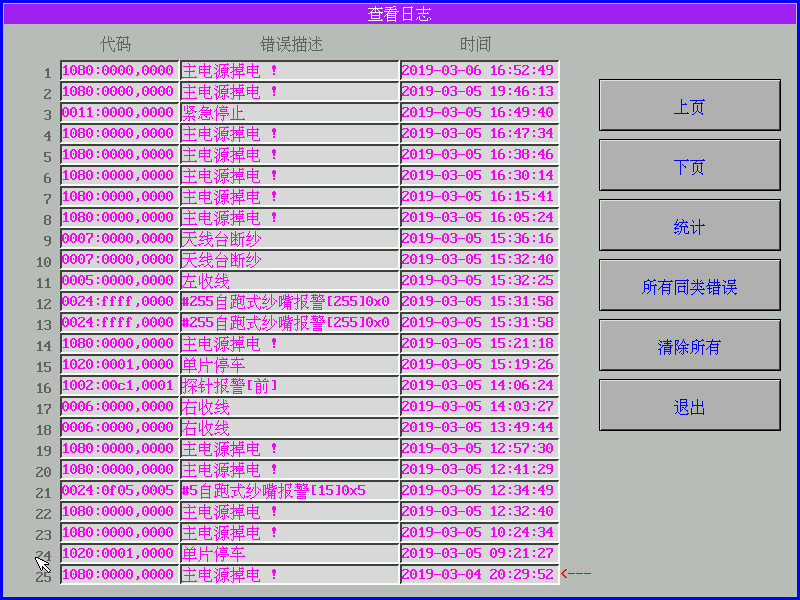 查看日志
代码 错误描述 时间
1 1080:0000,0000 主电源掉电 ! 2019-03-06 16:52:49
2 1080:0000,0000 主电源掉电 ! 2019-03-05 19:46:13
3 0011:0000,0000 紧急停止 2019-03-05 16:49:40
4 1080:0000,0000 主电源掉电 ! 2019-03-05 16:47:34
5 1080:0000,0000 主电源掉电 ! 2019-03-05 16:38:46
6 1080:0000,0000 主电源掉电 ! 2019-03-05 16:30:14
7 1080:0000,0000 主电源掉电 ! 2019-03-05 16:15:41
8 1080:0000,0000 主电源掉电 ! 2019-03-05 16:05:24
9 0007:0000,0000 天线台断纱 2019-03-05 15:36:16
10 0007:0000,0000 天线台断纱 2019-03-05 15:32:40
11 0005:0000,0000 左收线 2019-03-05 15:32:25
12 0024:ffff,0000 #255自跑式纱嘴报警[255]0x0 2019-03-05 15:31:58
13 0024:ffff,0000 #255自跑式纱嘴报警[255]0x0 2019-03-05 15:31:58
14 1080:0000,0000 主电源掉电 ! 2019-03-05 15:21:18
15 1020:0001,0000 单片停车 2019-03-05 15:19:26
16 1002:00c1,0001 探针报警[前] 2019-03-05 14:06:24
17 0006:0000,0000 右收线 2019-03-05 14:03:27
18 0006:0000,0000 右收线 2019-03-05 13:49:44
19 1080:0000,0000 主电源掉电 ! 2019-03-05 12:57:30
20 1080:0000,0000 主电源掉电 ! 2019-03-05 12:41:29
21 0024:0f05,0005 #5自跑式纱嘴报警[15]0x5 2019-03-05 12:34:49
22 1080:0000,0000 主电源掉电 ! 2019-03-05 12:32:40
23 1080:0000,0000 主电源掉电 ! 2019-03-05 10:24:34
24 1020:0001,0000 单片停车 2019-03-05 09:21:27
25 1080:0000,0000 主电源掉电 ! 2019-03-04 20:29:52 <---
上页
下页
统计
所有同类错误
清除所有
退出